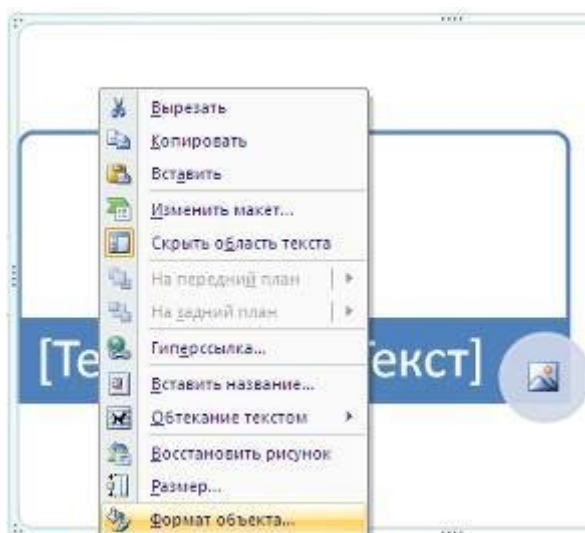 Вырезать
Копировать
Вставить
Изменить макет...
Скрыть область текста
На передний план
На задний план
Гиперссылка...
[Те Текст]
Вставить название...
Обтекание текстом
Восстановить рисунок
Размер...
Формат объекта...